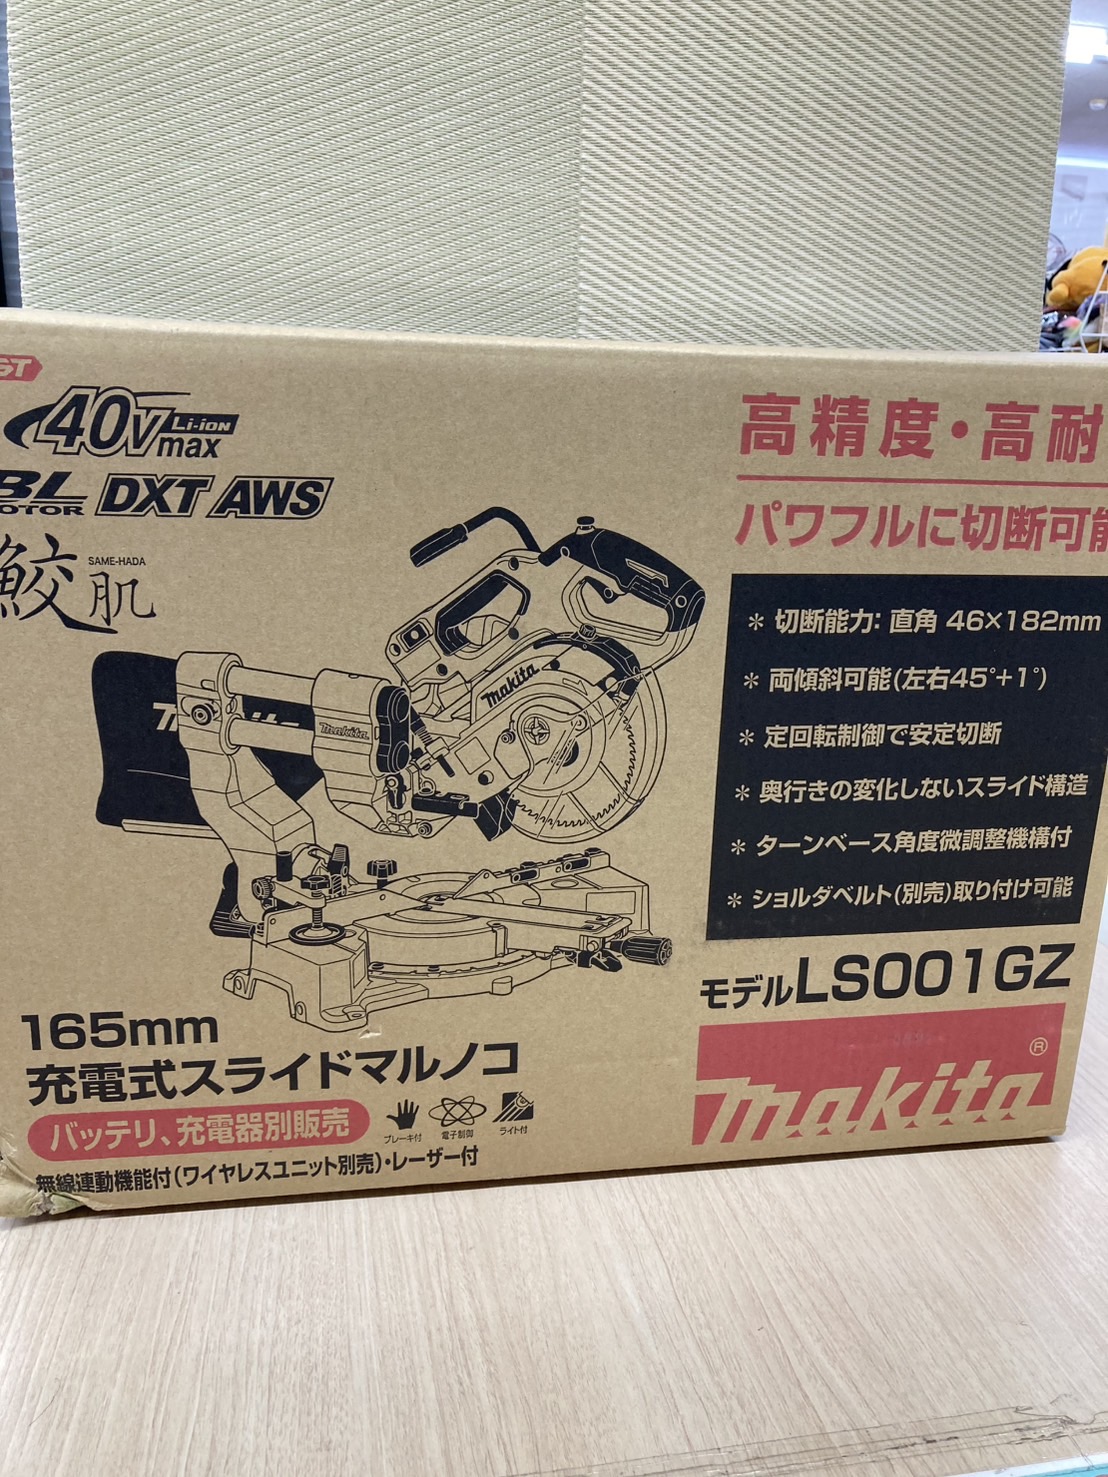 40Vmax Li-ion
BL MOTOR DXT AWS
鮫肌 SAME-HADA
高精度・高耐
パワフルに切断可能
＊ 切断能力: 直角 46×182mm
＊ 両傾斜可能(左右45°+1°)
＊ 定回転制御で安定切断
＊ 奥行きの変化しないスライド構造
＊ ターンベース角度微調整機構付
＊ ショルダベルト(別売)取り付け可能
makita
makita
モデルLS001GZ
makita®
165mm
充電式スライドマルノコ
バッテリ、充電器別販売
ブレーキ付 電子制御 ライト付
無線連動機能付(ワイヤレスユニット別売)・レーザー付